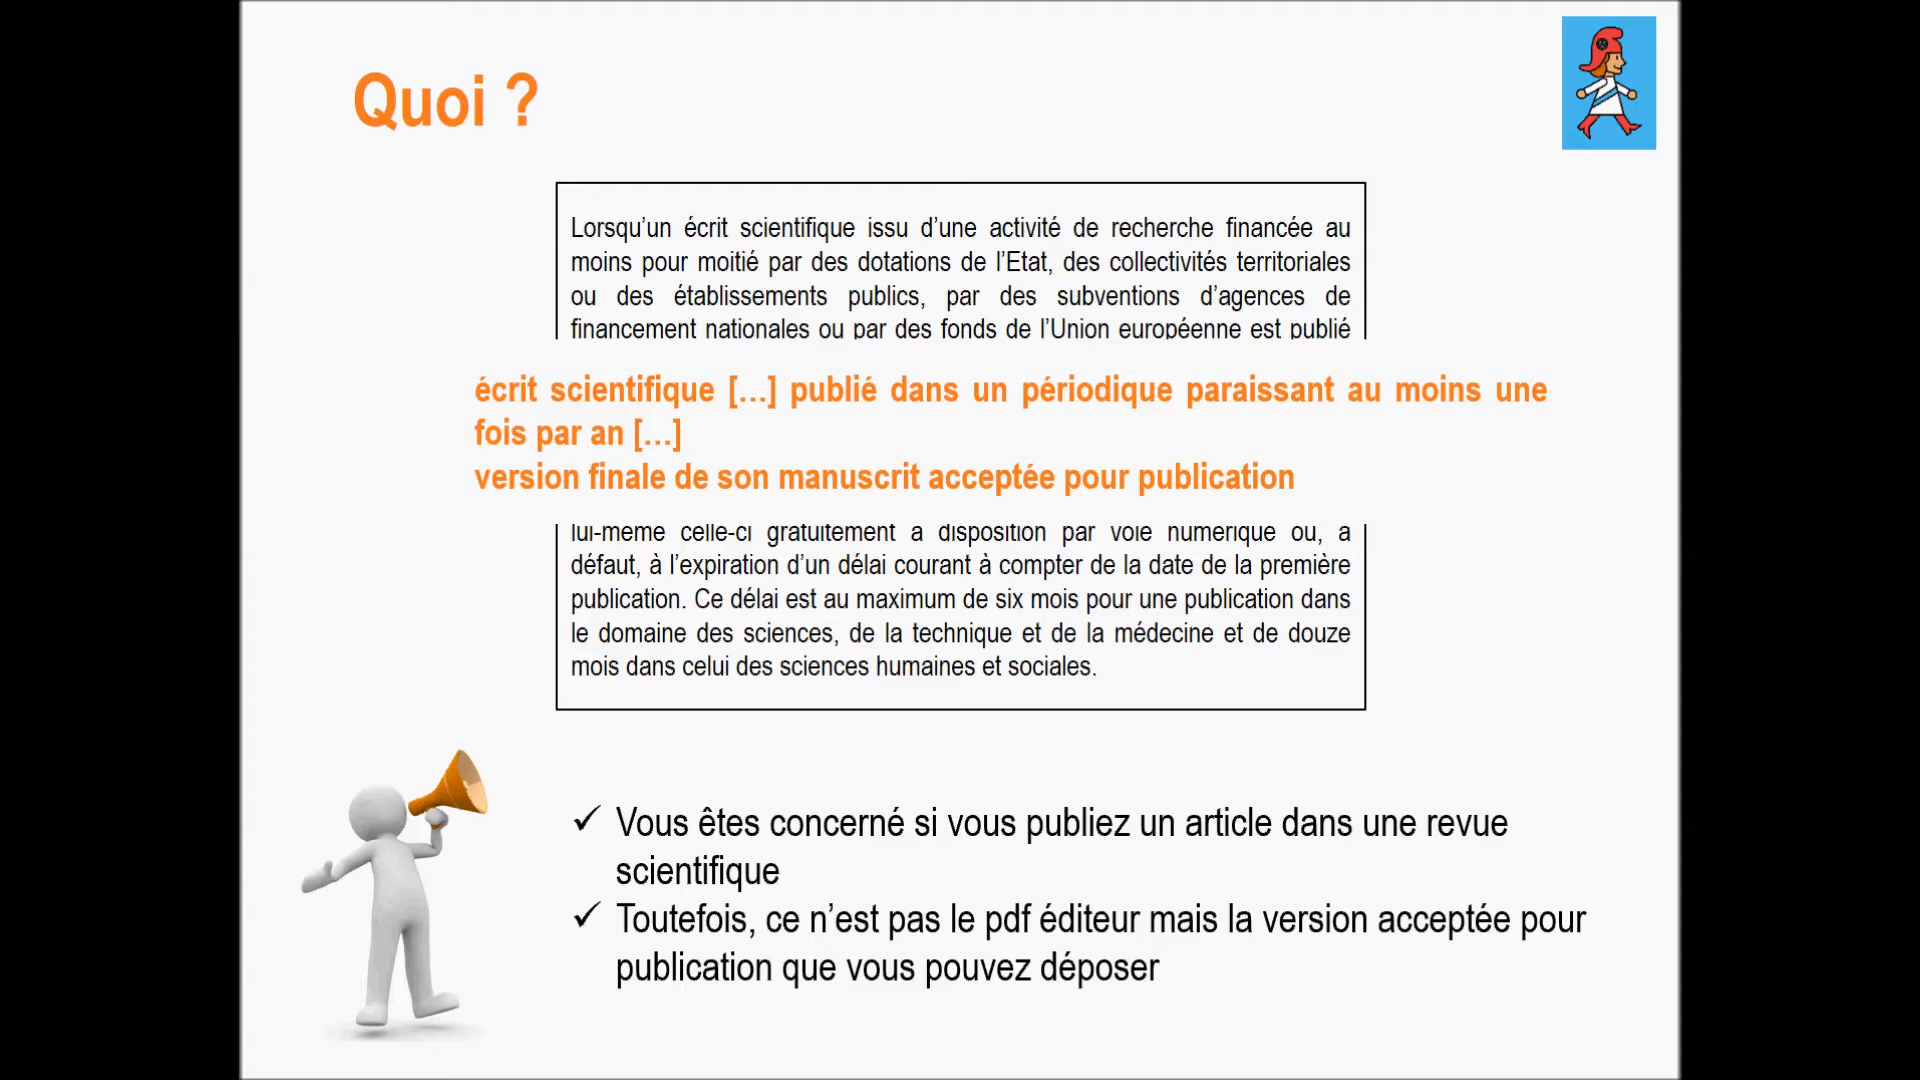 Quoi ?
Lorsqu’un écrit scientifique issu d’une activité de recherche financée au
moins pour moitié par des dotations de l’Etat, des collectivités territoriales
ou des établissements publics, par des subventions d’agences de
financement nationales ou par des fonds de l’Union européenne est publié
écrit scientifique […] publié dans un périodique paraissant au moins une
fois par an […]
version finale de son manuscrit acceptée pour publication
lui-même celle-ci gratuitement à disposition par voie numérique ou, à
défaut, à l’expiration d’un délai courant à compter de la date de la première
publication. Ce délai est au maximum de six mois pour une publication dans
le domaine des sciences, de la technique et de la médecine et de douze
mois dans celui des sciences humaines et sociales.
✓ Vous êtes concerné si vous publiez un article dans une revue
scientifique
✓ Toutefois, ce n’est pas le pdf éditeur mais la version acceptée pour
publication que vous pouvez déposer